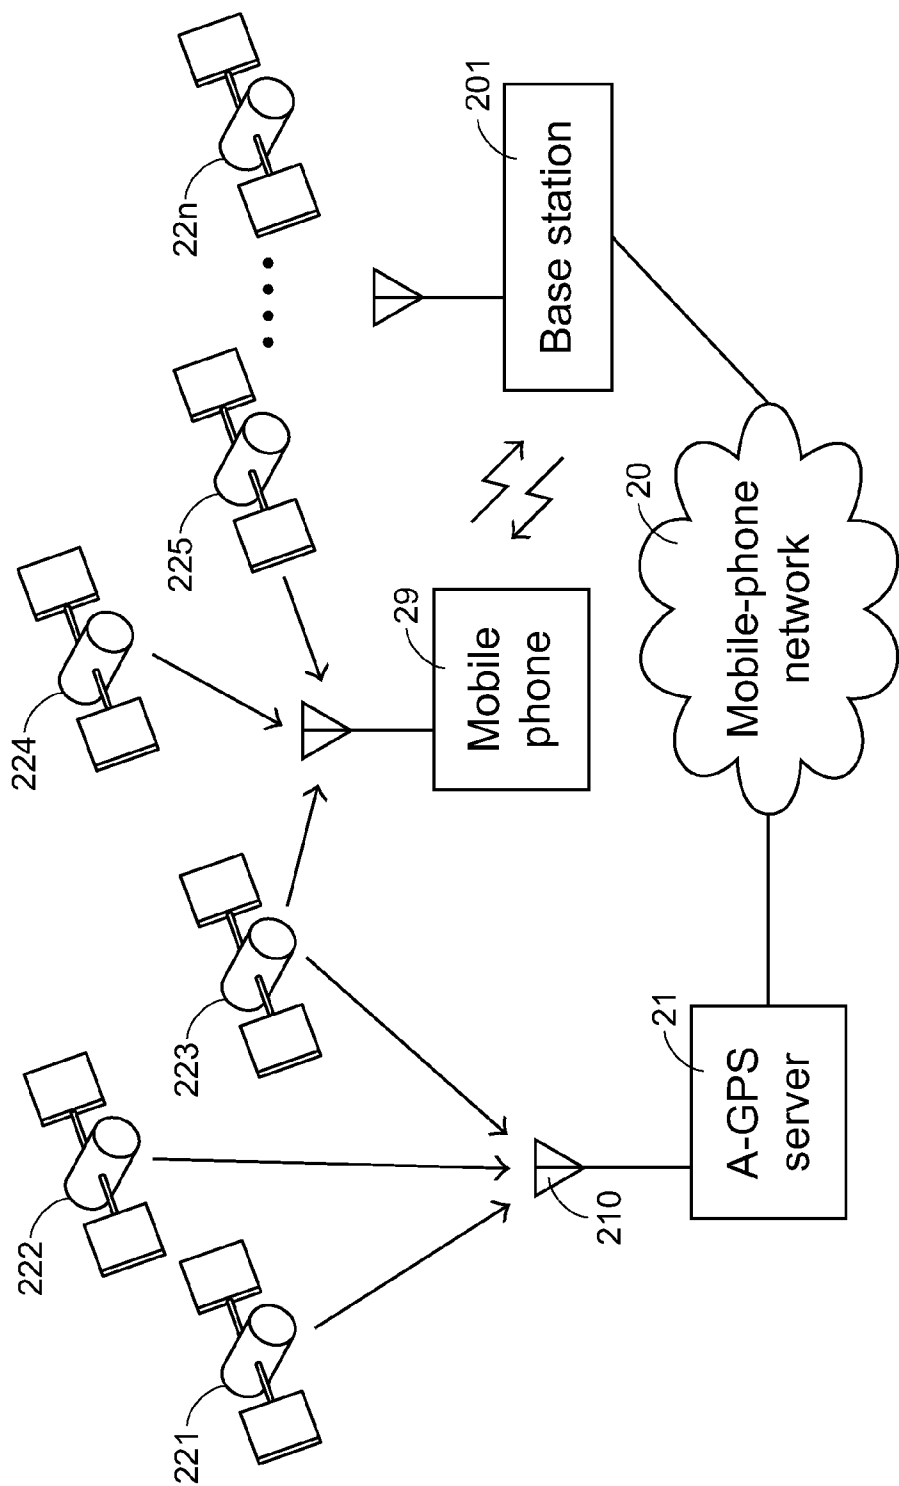 221
222
223
224
225
22n
210
A-GPS
server
21
Mobile
phone
29
Base station
201
Mobile-phone
network
20